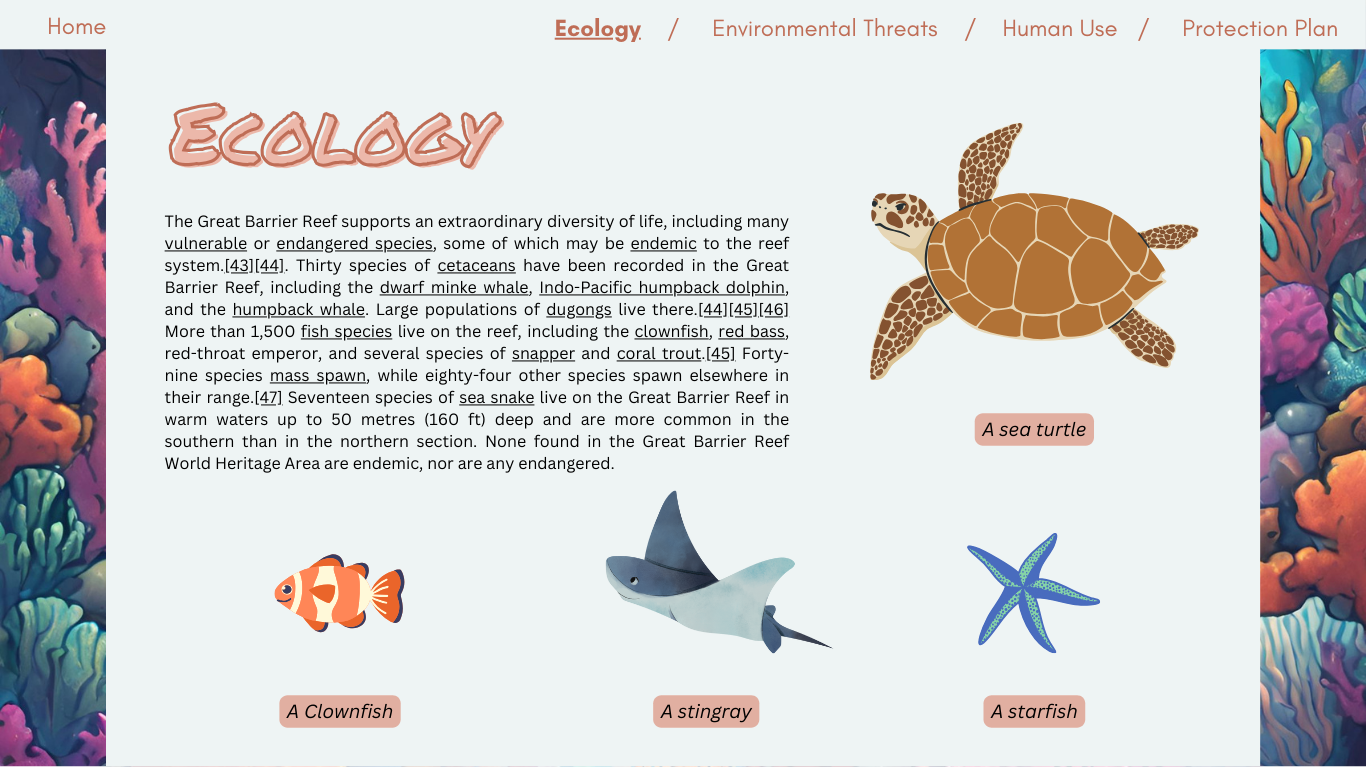 Home
Ecology / Environmental Threats / Human Use / Protection Plan
Ecology
The Great Barrier Reef supports an extraordinary diversity of life, including many
vulnerable or endangered species, some of which may be endemic to the reef
system.[43][44]. Thirty species of cetaceans have been recorded in the Great
Barrier Reef, including the dwarf minke whale, Indo-Pacific humpback dolphin,
and the humpback whale. Large populations of dugongs live there.[44][45][46]
More than 1,500 fish species live on the reef, including the clownfish, red bass,
red-throat emperor, and several species of snapper and coral trout.[45] Forty-
nine species mass spawn, while eighty-four other species spawn elsewhere in
their range.[47] Seventeen species of sea snake live on the Great Barrier Reef in
warm waters up to 50 metres (160 ft) deep and are more common in the
southern than in the northern section. None found in the Great Barrier Reef
World Heritage Area are endemic, nor are any endangered.
A sea turtle
A Clownfish
A stingray
A starfish